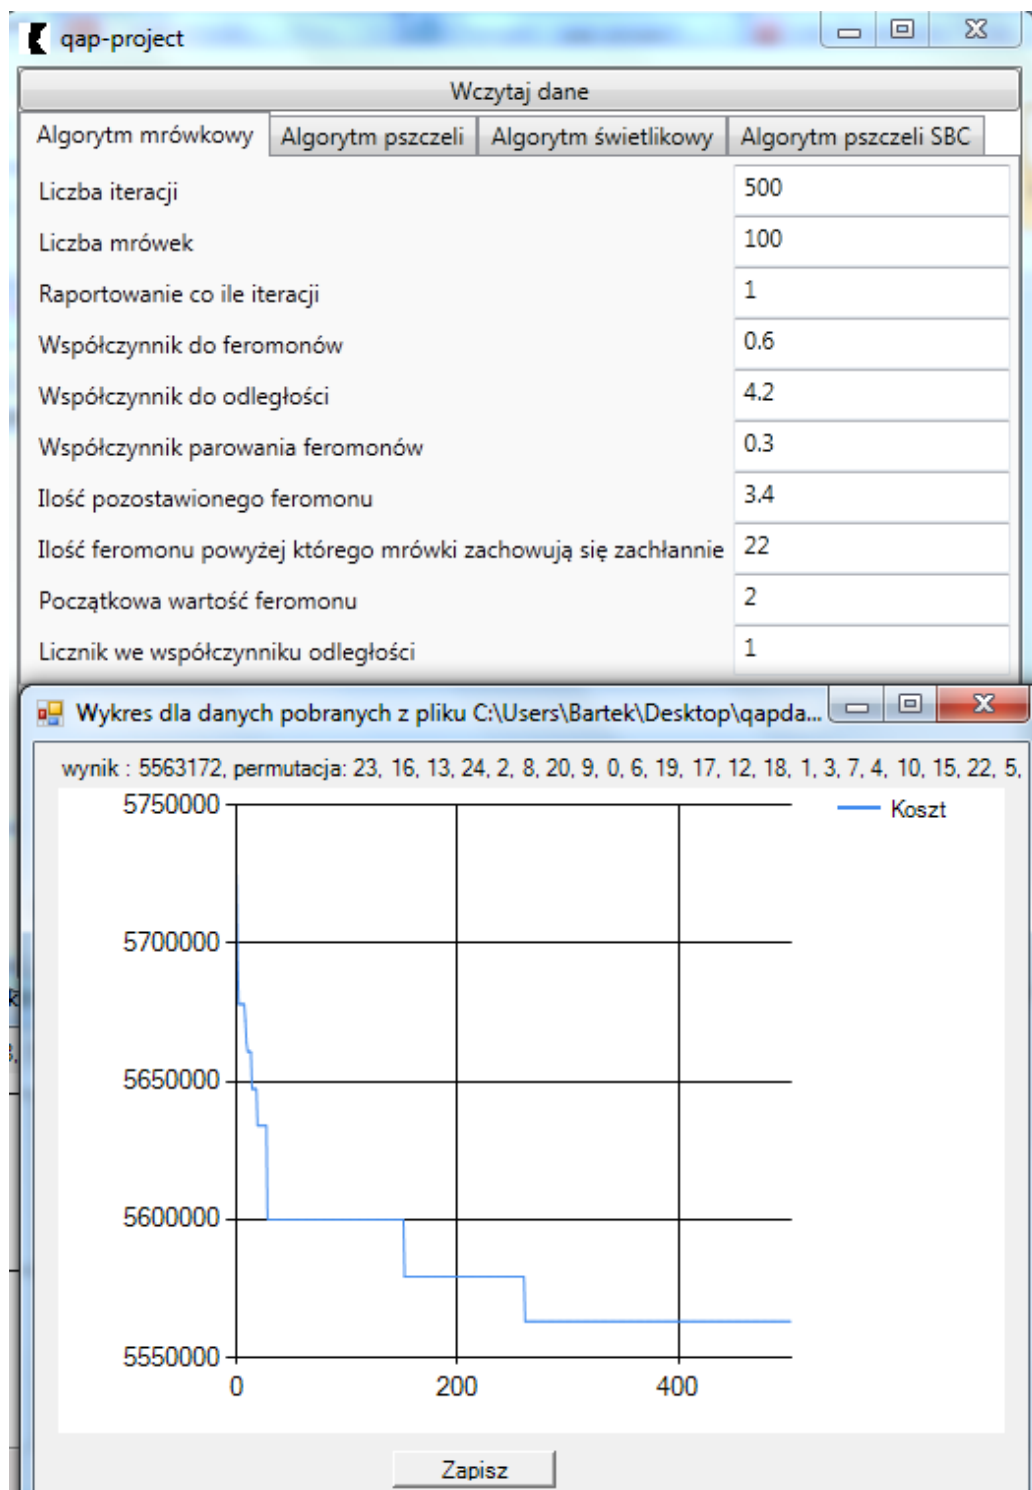 qap-project
Wczytaj dane
Algorytm mrówkowy Algorytm pszczeli Algorytm świetlikowy Algorytm pszczeli SBC
Liczba iteracji 500
Liczba mrówek 100
Raportowanie co ile iteracji 1
Współczynnik do feromonów 0.6
Współczynnik do odległości 4.2
Współczynnik parowania feromonów 0.3
Ilość pozostawionego feromonu 3.4
Ilość feromonu powyżej którego mrówki zachowują się zachłannie 22
Początkowa wartość feromonu 2
Licznik we współczynniku odległości 1
Wykres dla danych pobranych z pliku C:\Users\Bartek\Desktop\qapda...
wynik : 5563172, permutacja: 23, 16, 13, 24, 2, 8, 20, 9, 0, 6, 19, 17, 12, 18, 1, 3, 7, 4, 10, 15, 22, 5,
5750000
Koszt
5700000
5650000
5600000
5550000
0 200 400
Zapisz